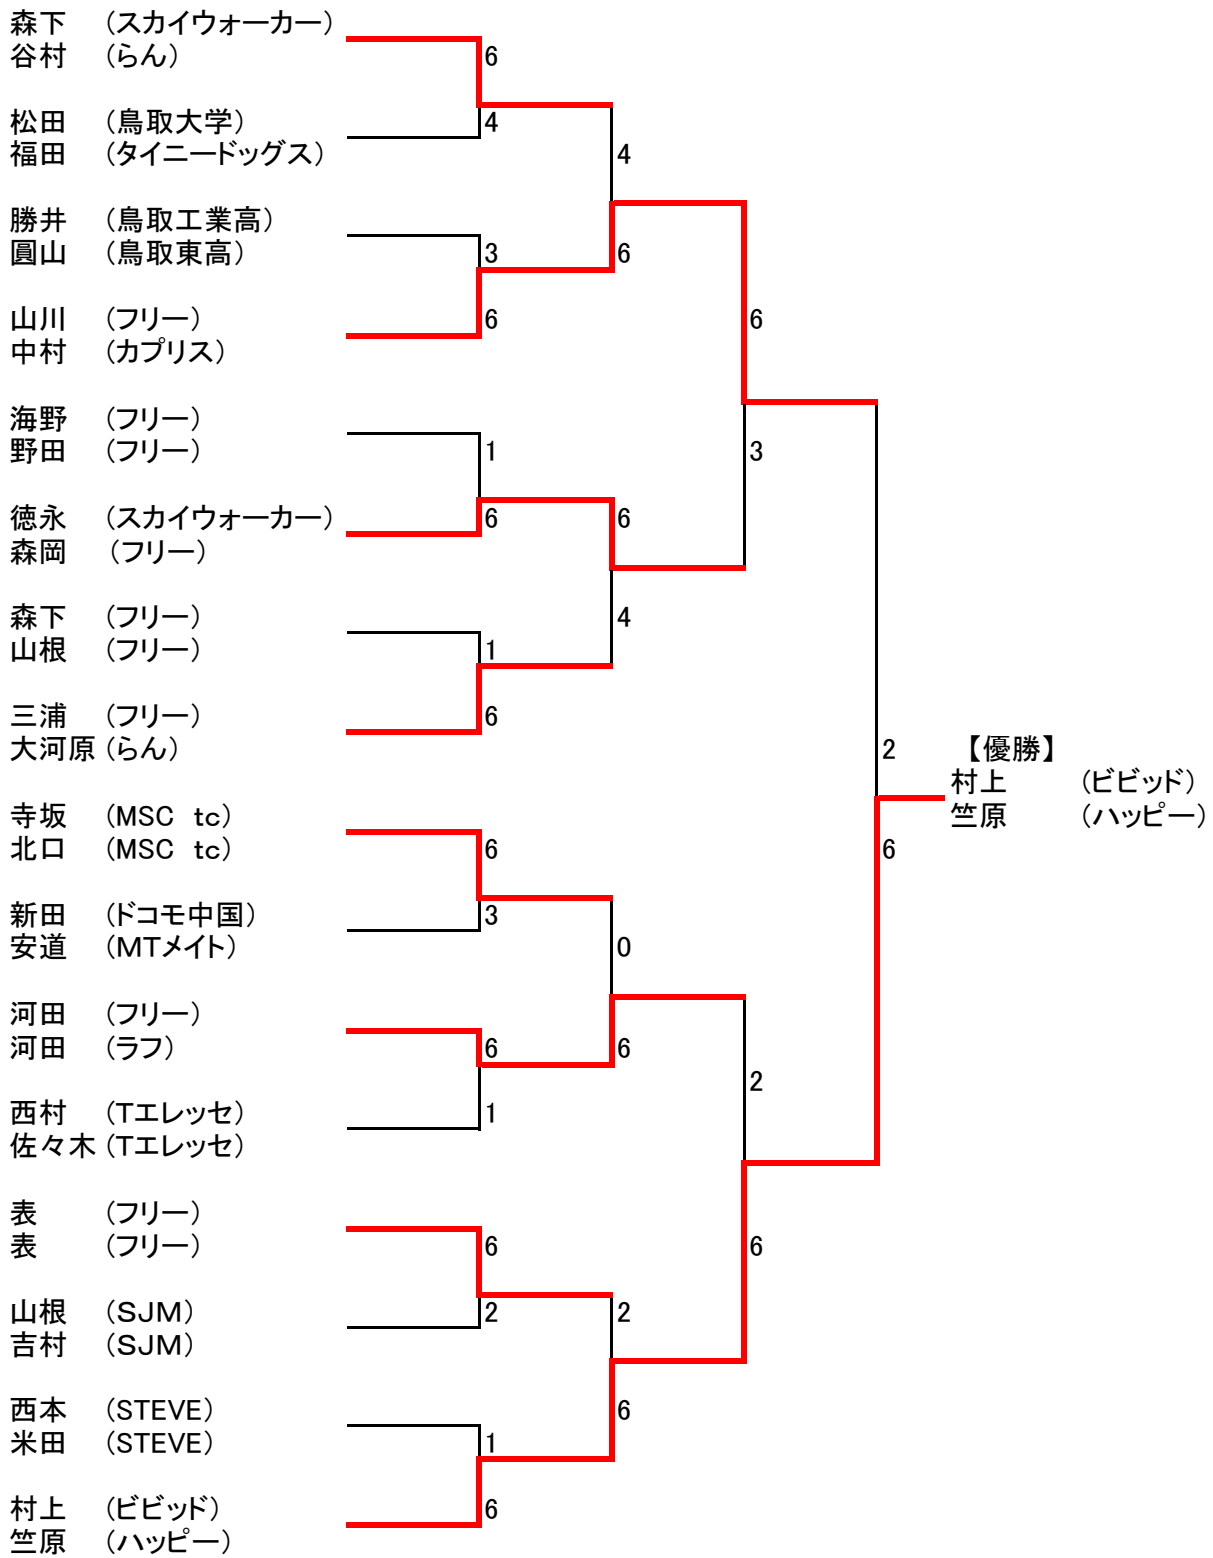 森下 (スカイウォーカー)
谷村 (らん)
6
松田 (鳥取大学)
4
福田 (タイニードッグス)
4
勝井 (鳥取工業高)
圓山 (鳥取東高)
3
6
山川 (フリー)
6
6
中村 (カプリス)
海野 (フリー)
野田 (フリー)
1
3
徳永 (スカイウォーカー)
6
6
森岡 (フリー)
森下 (フリー)
4
山根 (フリー)
1
三浦 (フリー)
6
大河原 (らん)
2
【優勝】
村上 (ビビッド)
竺原 (ハッピー)
寺坂 (MSC tc)
北口 (MSC tc)
6
6
新田 (ドコモ中国)
3
安道 (MTメイト)
0
河田 (フリー)
河田 (ラフ)
6
6
2
西村 (Tエレッセ)
1
佐々木 (Tエレッセ)
表 (フリー)
表 (フリー)
6
6
山根 (SJM)
2
2
吉村 (SJM)
西本 (STEVE)
6
米田 (STEVE)
1
村上 (ビビッド)
6
竺原 (ハッピー)